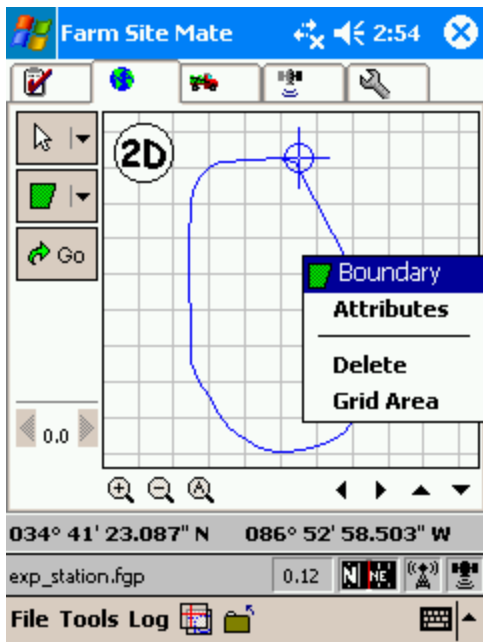 Farm Site Mate 2:54
2D
Go
Boundary
Attributes
Delete
Grid Area
0.0
A
034° 41' 23.087" N 086° 52' 58.503" W
exp_station.fgp 0.12 N NE
File Tools Log